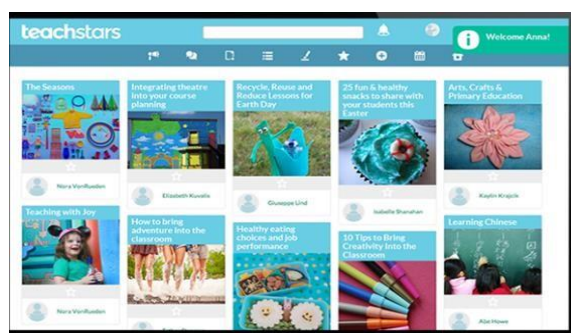 teachstars
Welcome Anna!
The Seasons
Nora VonRueden
Integrating theatre
into your course
planning
Elizabeth Kuvalis
Recycle, Reuse and
Reduce Lessons for
Earth Day
Giuseppe Lind
25 fun & healthy
snacks to share with
your students this
Easter
Isabelle Shanahan
Arts, Crafts &
Primary Education
Kaylin Krajcik
Teaching with Joy
Nora VonRueden
How to bring
adventure into the
classroom
Healthy eating
choices and job
performance
10 Tips to Bring
Creativity Into the
Classroom
Learning Chinese
Abe Howe